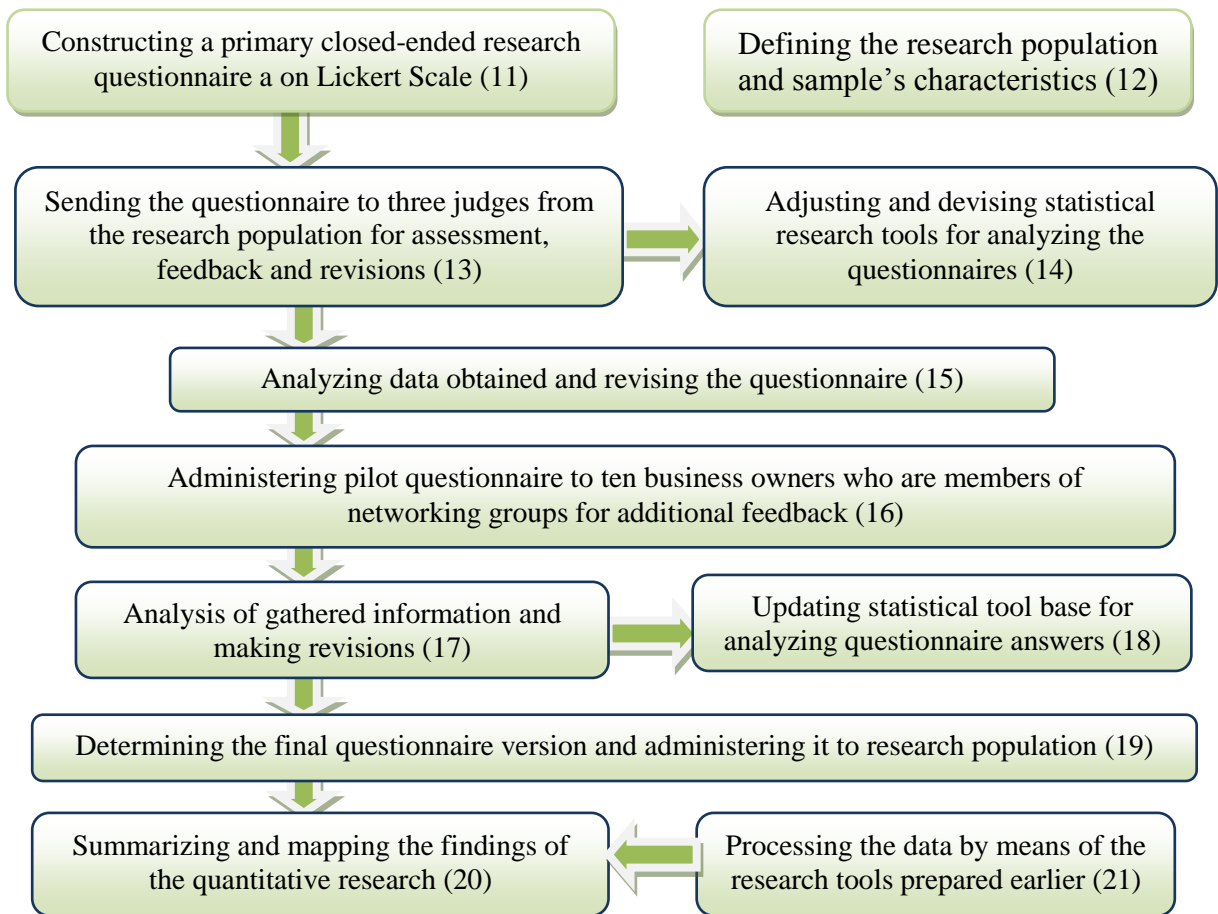 Constructing a primary closed-ended research
questionnaire a on Lickert Scale (11)
Defining the research population
and sample’s characteristics (12)
Sending the questionnaire to three judges from
the research population for assessment,
feedback and revisions (13)
Adjusting and devising statistical
research tools for analyzing the
questionnaires (14)
Analyzing data obtained and revising the questionnaire (15)
Administering pilot questionnaire to ten business owners who are members of
networking groups for additional feedback (16)
Analysis of gathered information and
making revisions (17)
Updating statistical tool base for
analyzing questionnaire answers (18)
Determining the final questionnaire version and administering it to research population (19)
Summarizing and mapping the findings of
the quantitative research (20)
Processing the data by means of the
research tools prepared earlier (21)